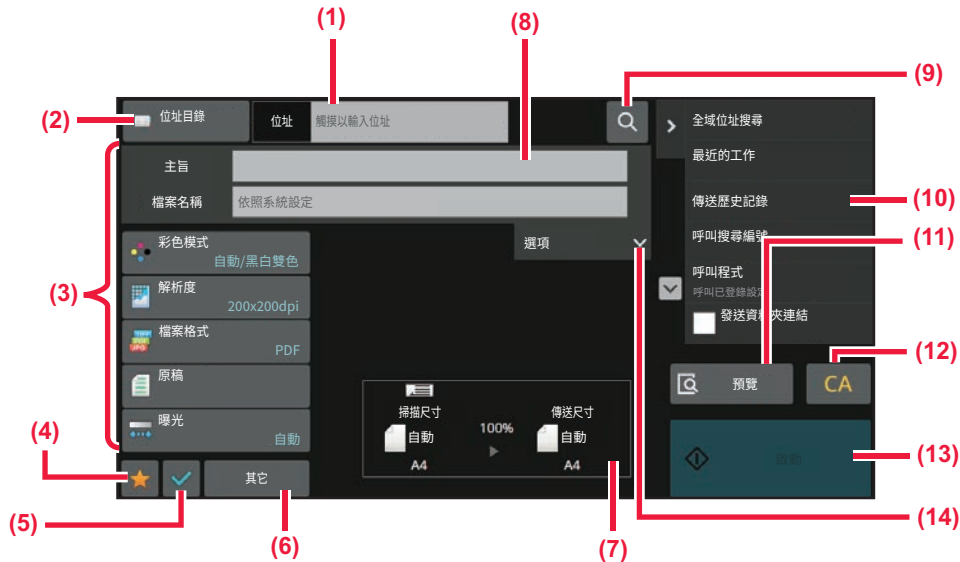 (1)
(8)
(9)
(2)
位址目錄
位址
觸摸以輸入位址
全域位址搜尋
最近的工作
主旨
檔案名稱
依照系統設定
傳送歷史記錄
(10)
選項
呼叫搜尋編號
(11)
(3)
彩色模式
自動/黑白雙色
呼叫程式
呼叫已登錄設定
解析度
200x200dpi
發送資料夾連結
檔案格式
PDF
(12)
原稿
預覽
CA
曝光
自動
掃描尺寸
自動
A4
100%
傳送尺寸
自動
A4
(4)
啟動
(13)
其它
(5)
(6)
(7)
(14)